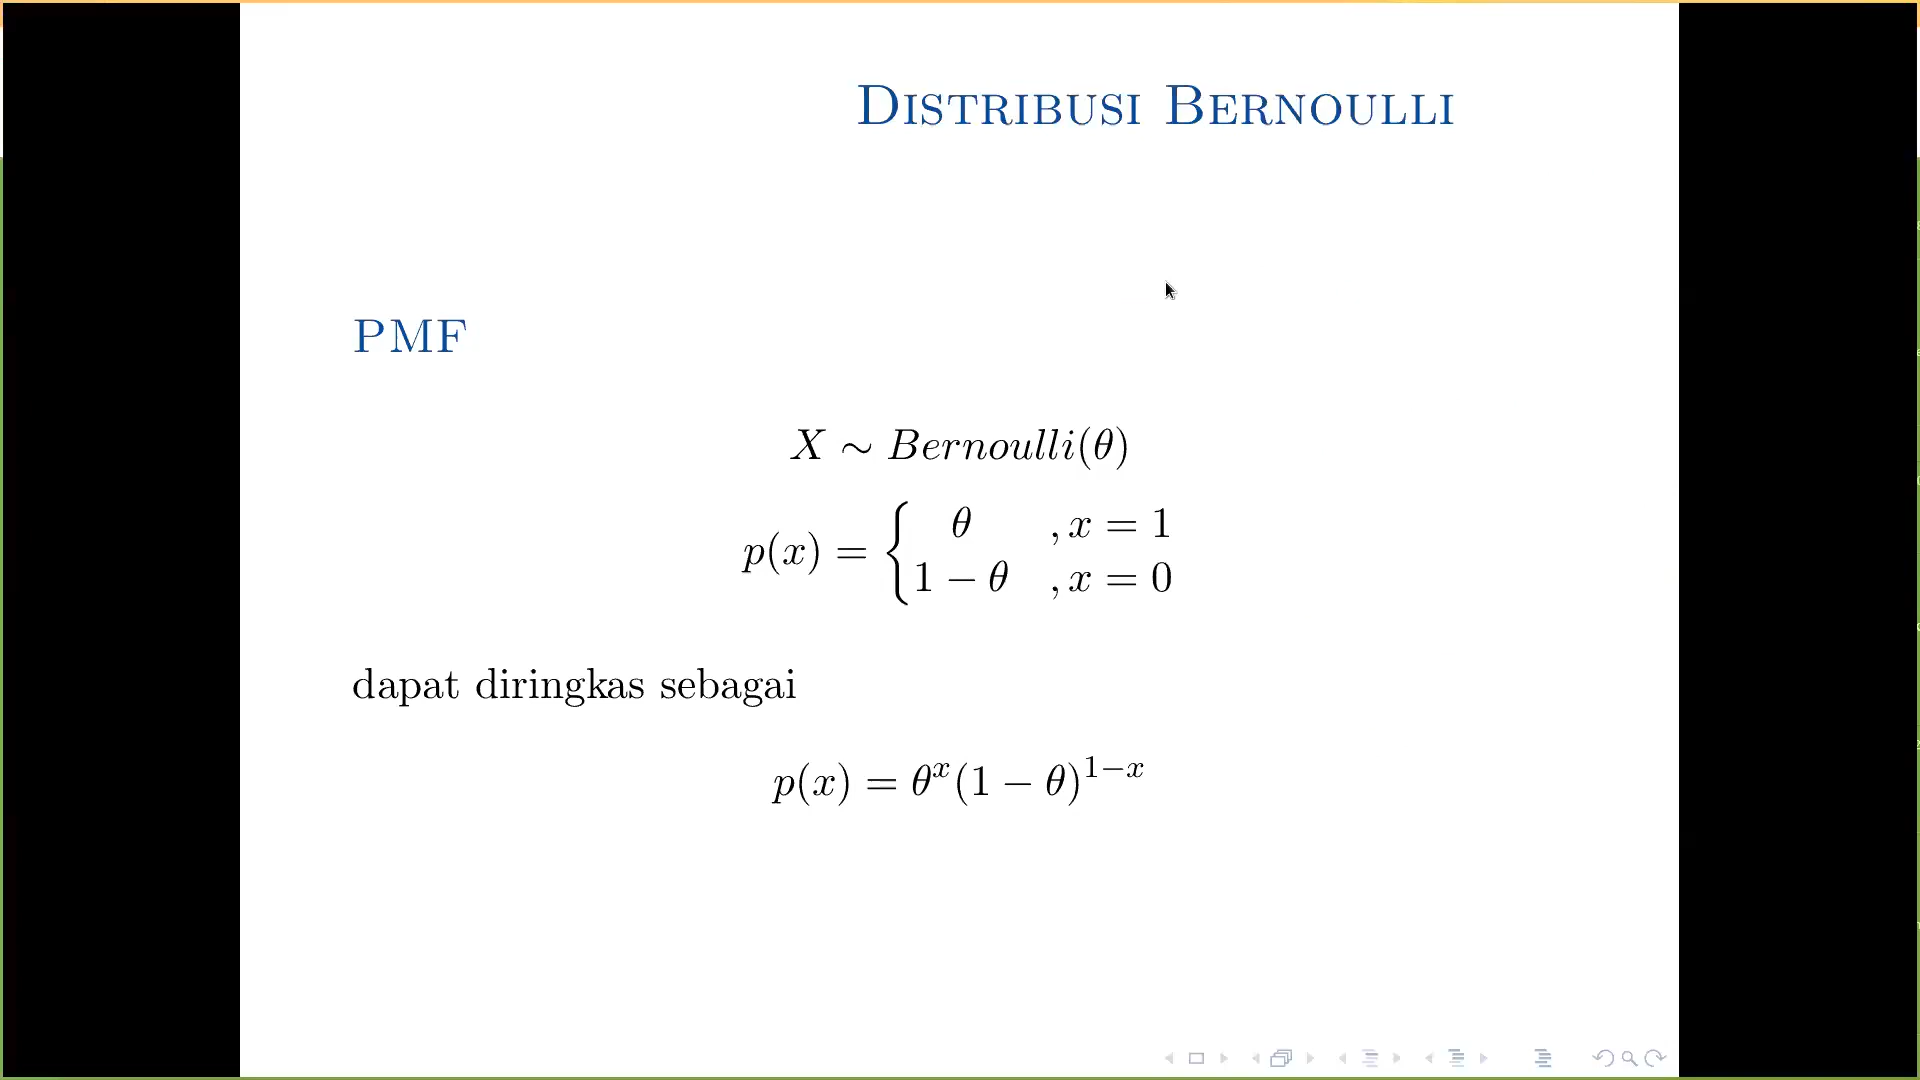 DISTRIBUSI BERNOULLI
PMF
X ∼ Bernoulli(θ)
p(x) = { θ , x = 1
1 − θ , x = 0
dapat diringkas sebagai
p(x) = θ^x (1 − θ)^{1−x}